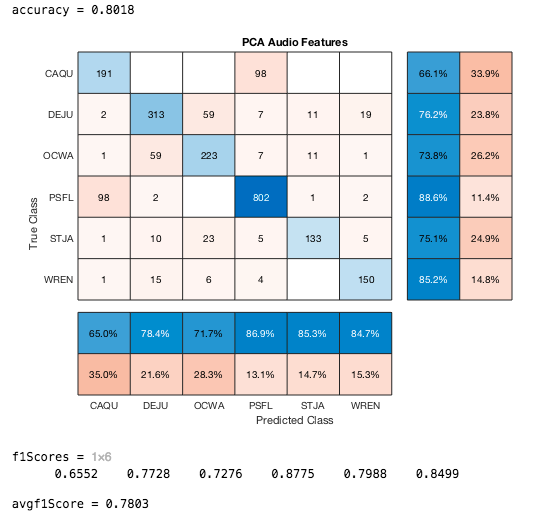 accuracy = 0.8018
PCA Audio Features
True Class
CAQU 191 98 66.1% 33.9%
DEJU 2 313 59 7 11 19 76.2% 23.8%
OCWA 1 59 223 7 11 1 73.8% 26.2%
PSFL 98 2 802 1 2 88.6% 11.4%
STJA 1 10 23 5 133 5 75.1% 24.9%
WREN 1 15 6 4 150 85.2% 14.8%
65.0% 78.4% 71.7% 86.9% 85.3% 84.7%
35.0% 21.6% 28.3% 13.1% 14.7% 15.3%
CAQU DEJU OCWA PSFL STJA WREN
Predicted Class
f1Scores = 1×6
0.6552 0.7728 0.7276 0.8775 0.7988 0.8499
avgf1Score = 0.7803